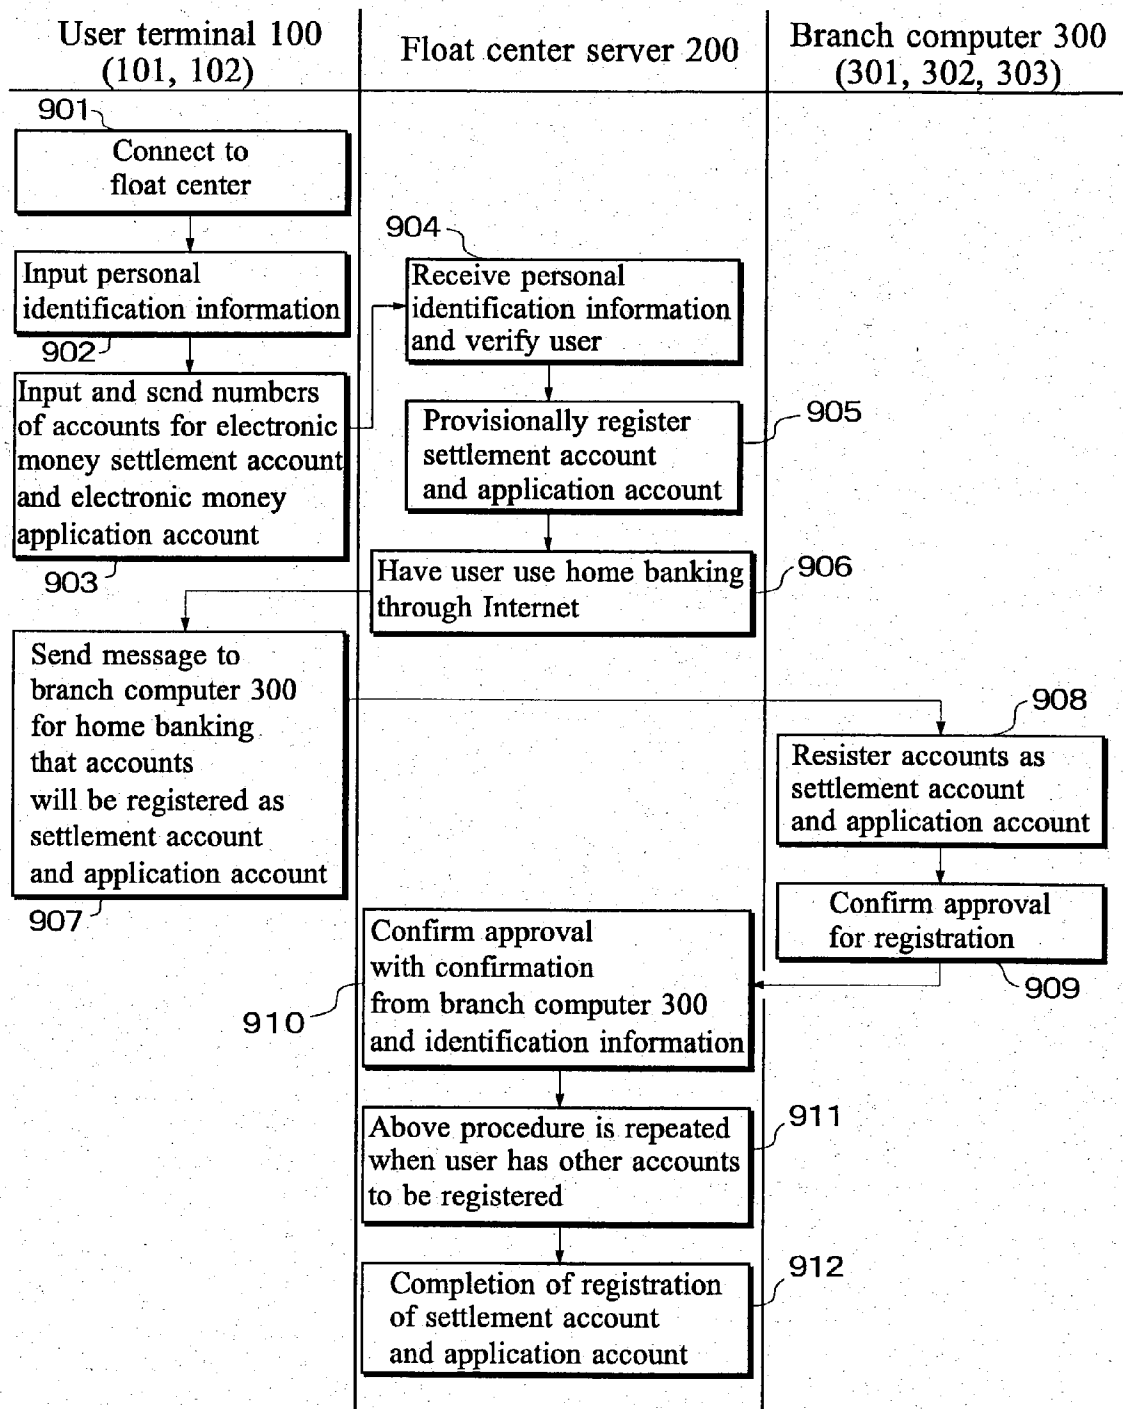 User terminal 100
(101, 102)
Float center server 200
Branch computer 300
(301, 302, 303)
901
Connect to
float center
Input personal
identification information
902
Input and send numbers
of accounts for electronic
money settlement account
and electronic money
application account
903
904
Receive personal
identification information
and verify user
Provisionally register
settlement account
and application account
905
Have user use home banking
through Internet
906
Send message to
branch computer 300
for home banking
that accounts
will be registered as
settlement account
and application account
907
908
Resister accounts as
settlement account
and application account
Confirm approval
for registration
909
Confirm approval
with confirmation
from branch computer 300
and identification information
910
Above procedure is repeated
when user has other accounts
to be registered
911
Completion of registration
of settlement account
and application account
912